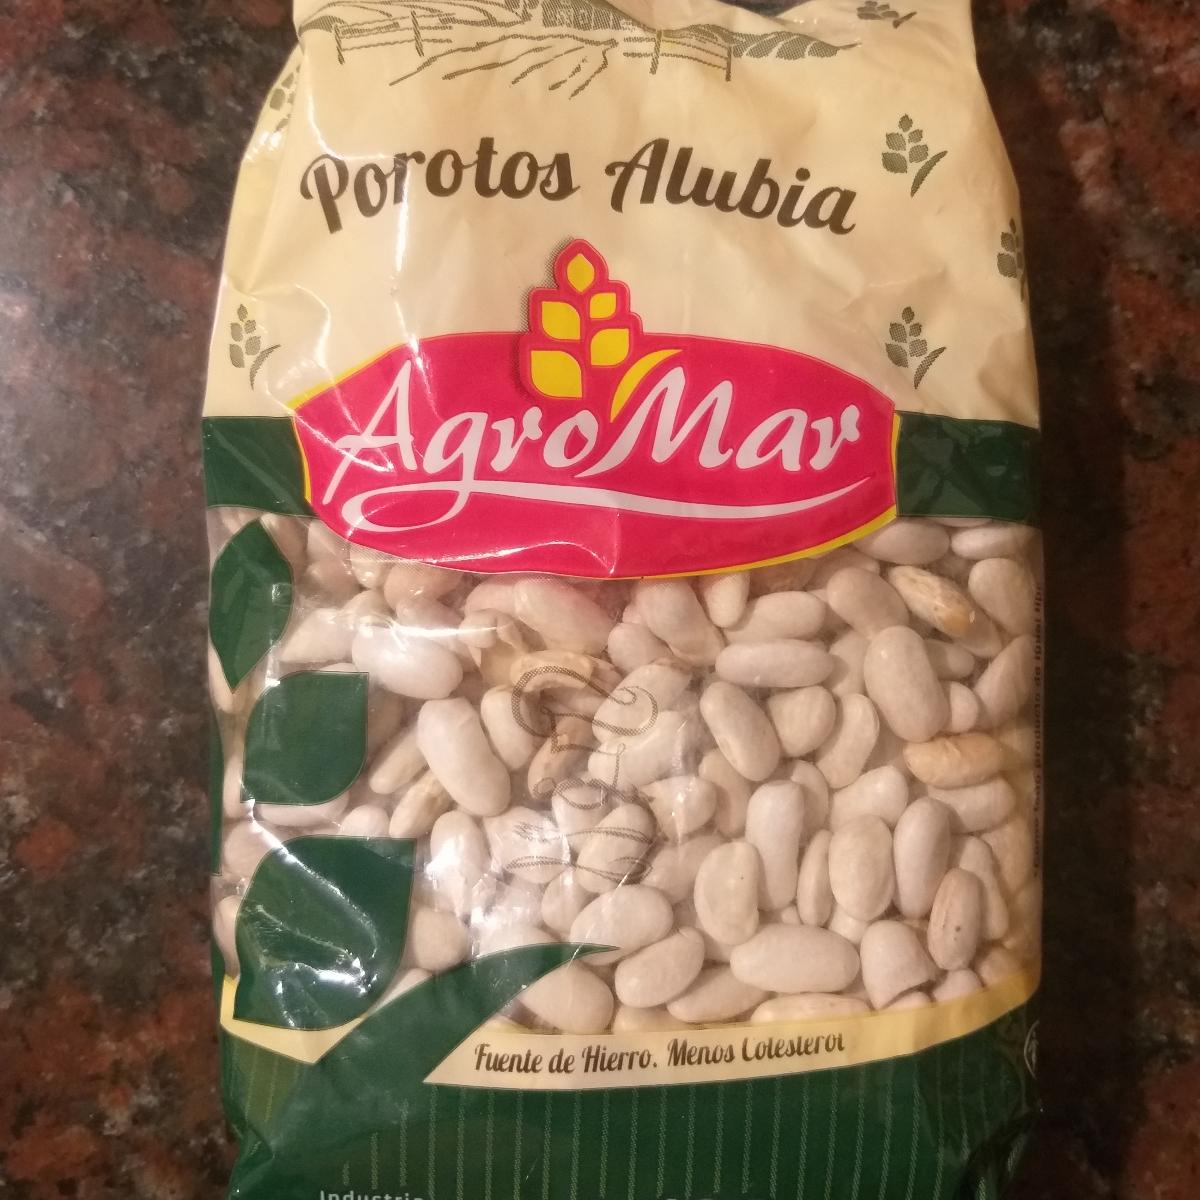 Porotos Alubia
AgroMar
Fuente de Hierro. Menos Colesterol
Industria